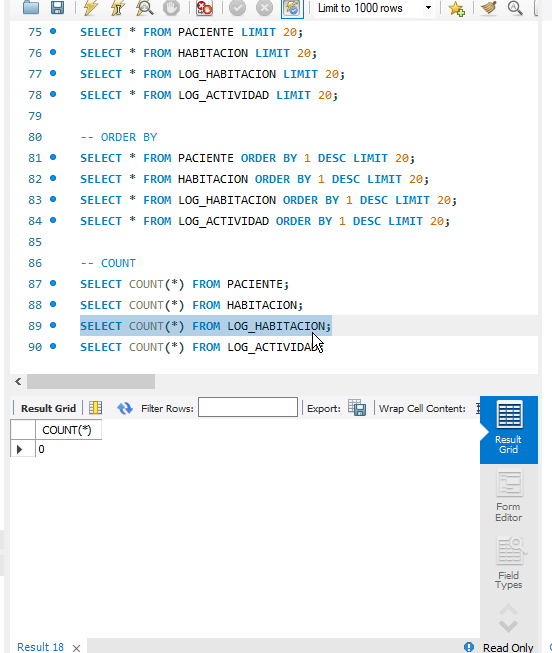 Limit to 1000 rows
75 SELECT * FROM PACIENTE LIMIT 20;
76 SELECT * FROM HABITACION LIMIT 20;
77 SELECT * FROM LOG_HABITACION LIMIT 20;
78 SELECT * FROM LOG_ACTIVIDAD LIMIT 20;
79
80 -- ORDER BY
81 SELECT * FROM PACIENTE ORDER BY 1 DESC LIMIT 20;
82 SELECT * FROM HABITACION ORDER BY 1 DESC LIMIT 20;
83 SELECT * FROM LOG_HABITACION ORDER BY 1 DESC LIMIT 20;
84 SELECT * FROM LOG_ACTIVIDAD ORDER BY 1 DESC LIMIT 20;
85
86 -- COUNT
87 SELECT COUNT(*) FROM PACIENTE;
88 SELECT COUNT(*) FROM HABITACION;
89 SELECT COUNT(*) FROM LOG_HABITACION;
90 SELECT COUNT(*) FROM LOG_ACTIVIDAD;
Result Grid Filter Rows: Export: Wrap Cell Content:
COUNT(*)
0
Result
Grid
Form
Editor
Field
Types
Result 18
Read Only